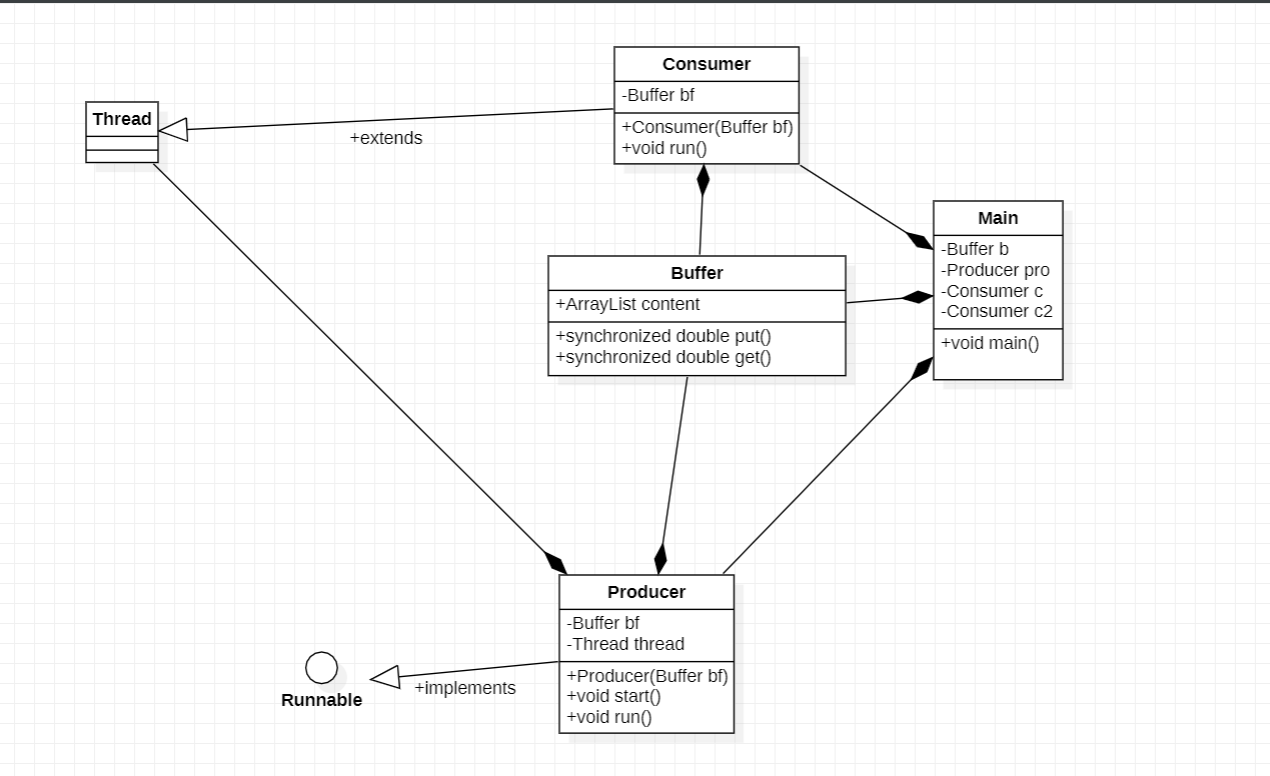 Consumer
-Buffer bf
+Consumer(Buffer bf)
+void run()
Thread
+extends
Main
-Buffer b
-Producer pro
-Consumer c
-Consumer c2
+void main()
Buffer
+ArrayList content
+synchronized double put()
+synchronized double get()
Producer
-Buffer bf
-Thread thread
+Producer(Buffer bf)
+void start()
+void run()
Runnable
+implements